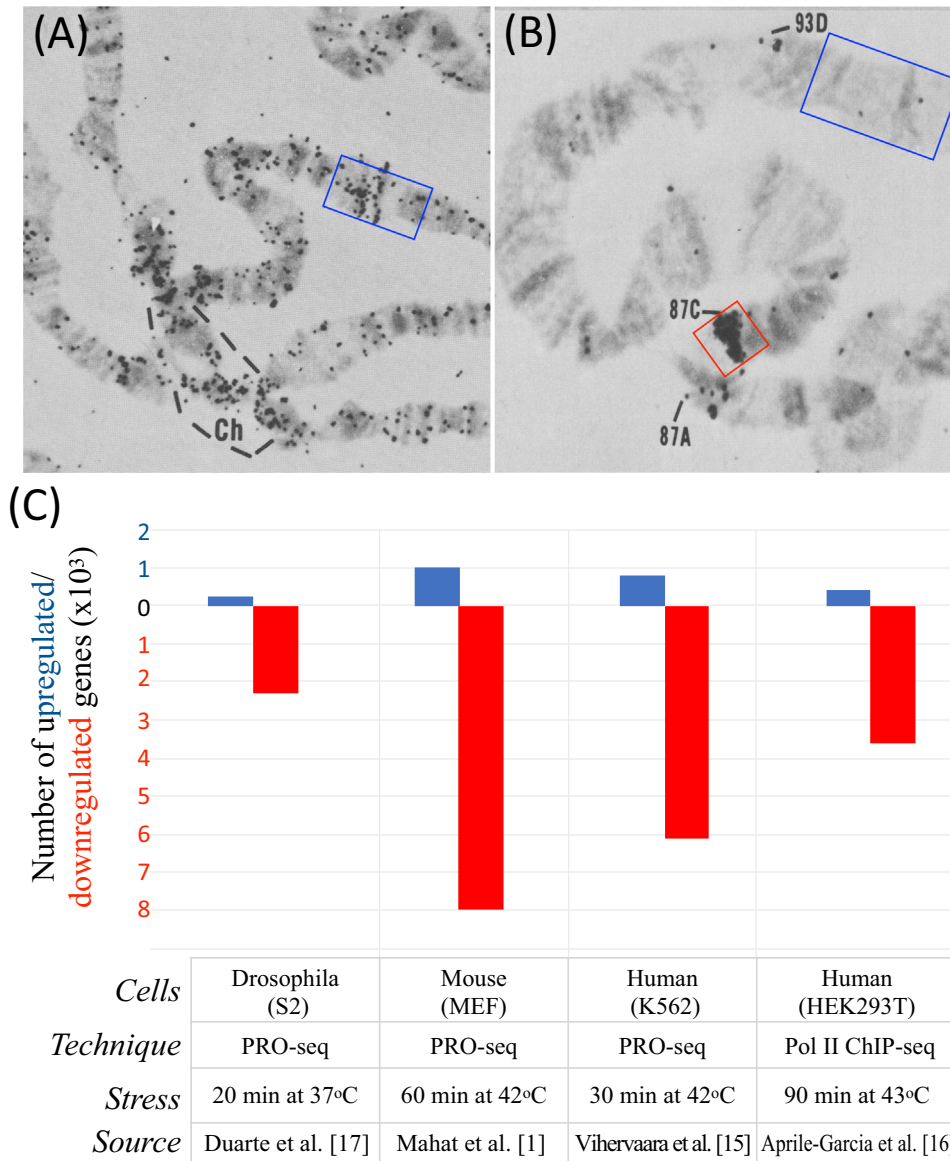 (A)
(B)
93D
87C
87A
Ch
(C)
Number of upregulated/
downregulated genes (x10³)
2
1
0
1
2
3
4
5
6
7
8
Cells
Drosophila
(S2)
Mouse
(MEF)
Human
(K562)
Human
(HEK293T)
Technique
PRO-seq
PRO-seq
PRO-seq
Pol II ChIP-seq
Stress
20 min at 37ºC
60 min at 42ºC
30 min at 42ºC
90 min at 43ºC
Source
Duarte et al. [17]
Mahat et al. [1]
Vihervaara et al. [15]
Aprile-Garcia et al. [16